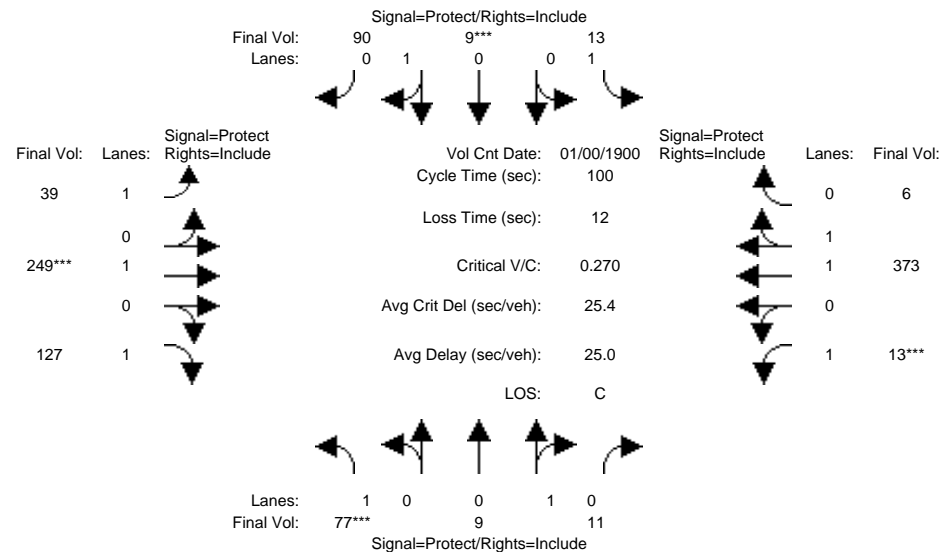 Signal=Protect/Rights=Include
Final Vol: 90 9*** 13
Lanes: 0 1 0 0 1
Signal=Protect
Final Vol: Lanes: Rights=Include
Vol Cnt Date: 01/00/1900
Signal=Protect
Rights=Include Lanes: Final Vol:
Cycle Time (sec): 100
39 1
0 6
Loss Time (sec): 12
0
1
249*** 1
Critical V/C: 0.270
1 373
0
Avg Crit Del (sec/veh): 25.4
0
127 1
Avg Delay (sec/veh): 25.0
1 13***
LOS: C
Lanes: 1 0 0 1 0
Final Vol: 77*** 9 11
Signal=Protect/Rights=Include